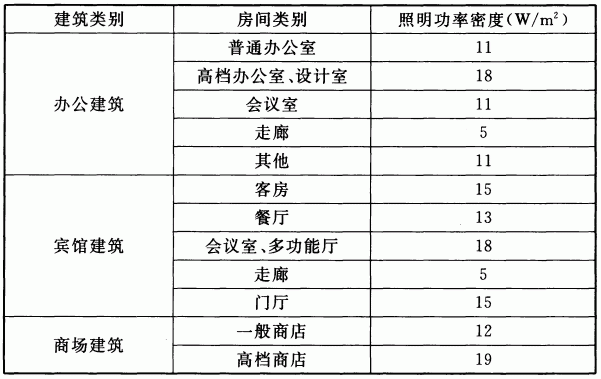 建筑类别 房间类别 照明功率密度(W/m²)
办公建筑 普通办公室 11
高档办公室、设计室 18
会议室 11
走廊 5
其他 11
宾馆建筑 客房 15
餐厅 13
会议室、多功能厅 18
走廊 5
门厅 15
商场建筑 一般商店 12
高档商店 19